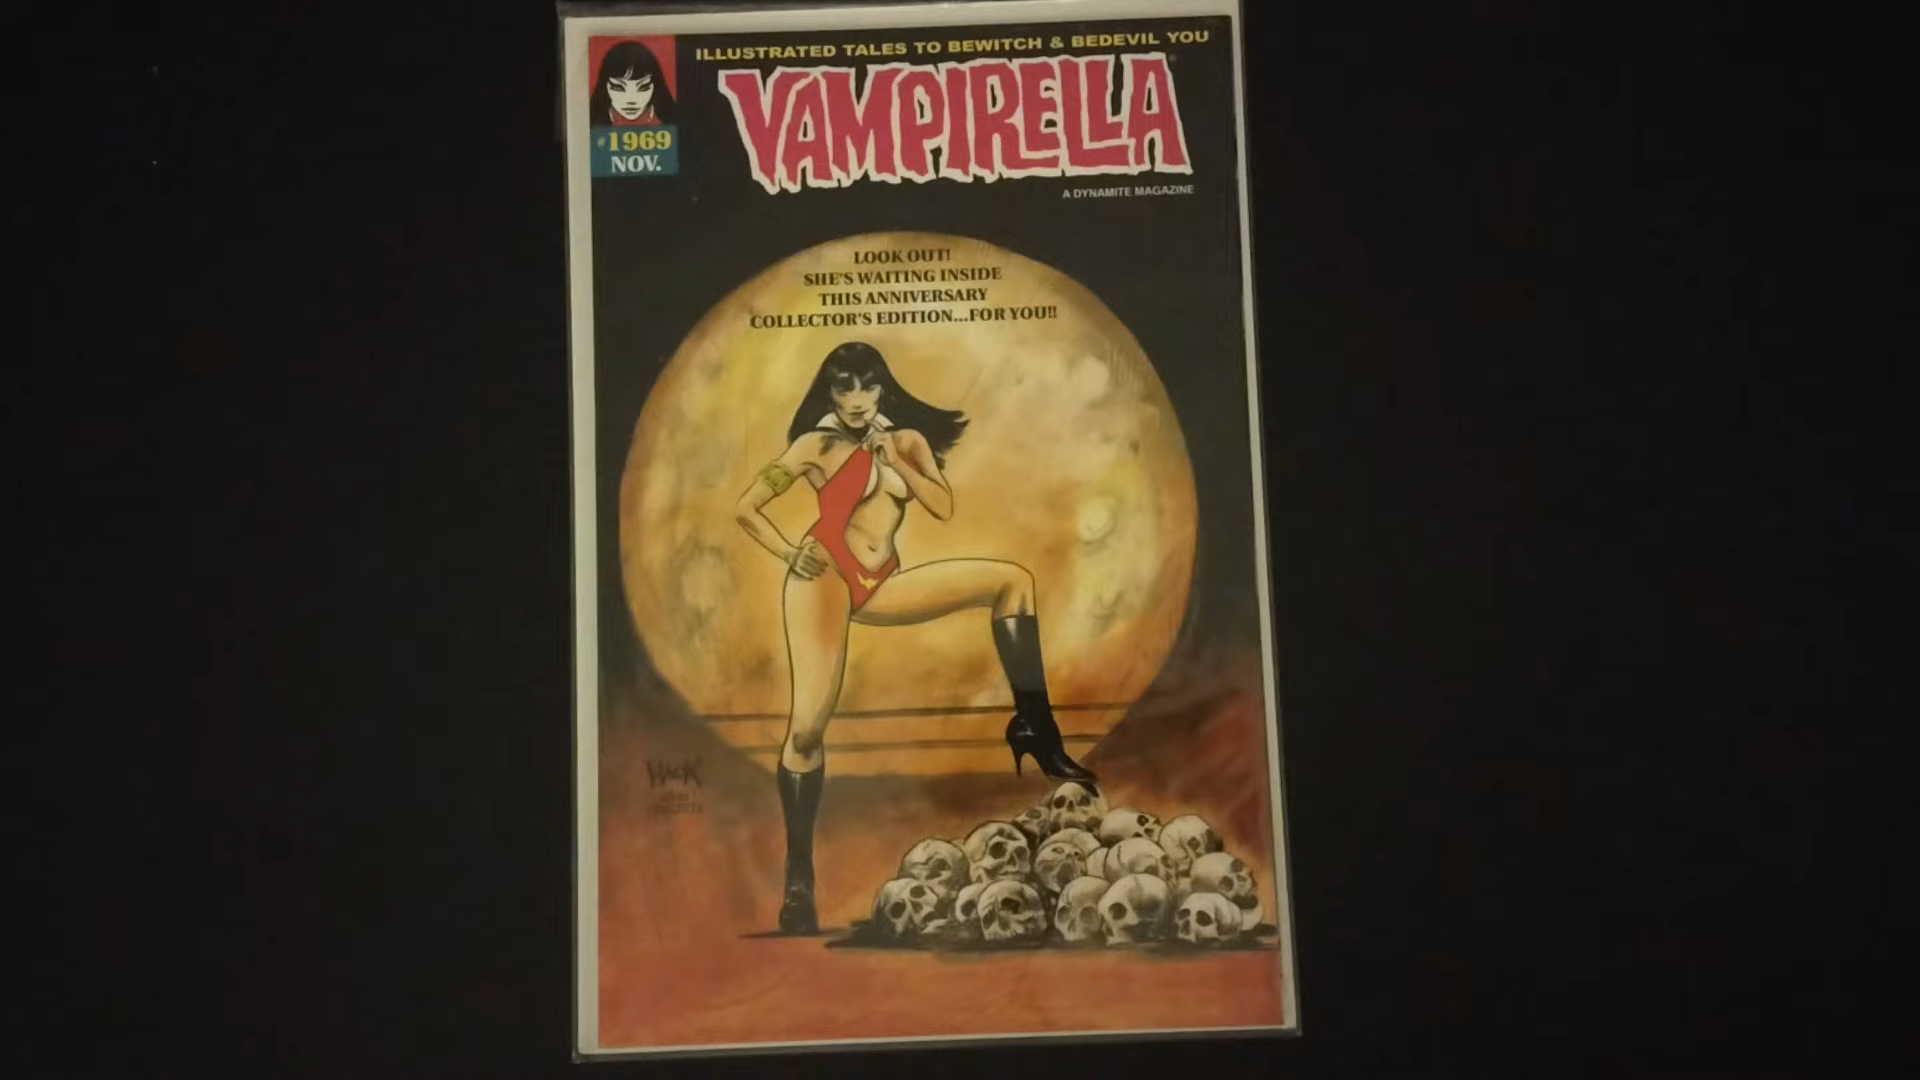 ILLUSTRATED TALES TO BEWITCH & BEDEVIL YOU
VAMPIRELLA
#1969
NOV.
A DYNAMITE MAGAZINE
LOOK OUT!
SHE'S WAITING INSIDE
THIS ANNIVERSARY
COLLECTOR'S EDITION...FOR YOU!!
HACK